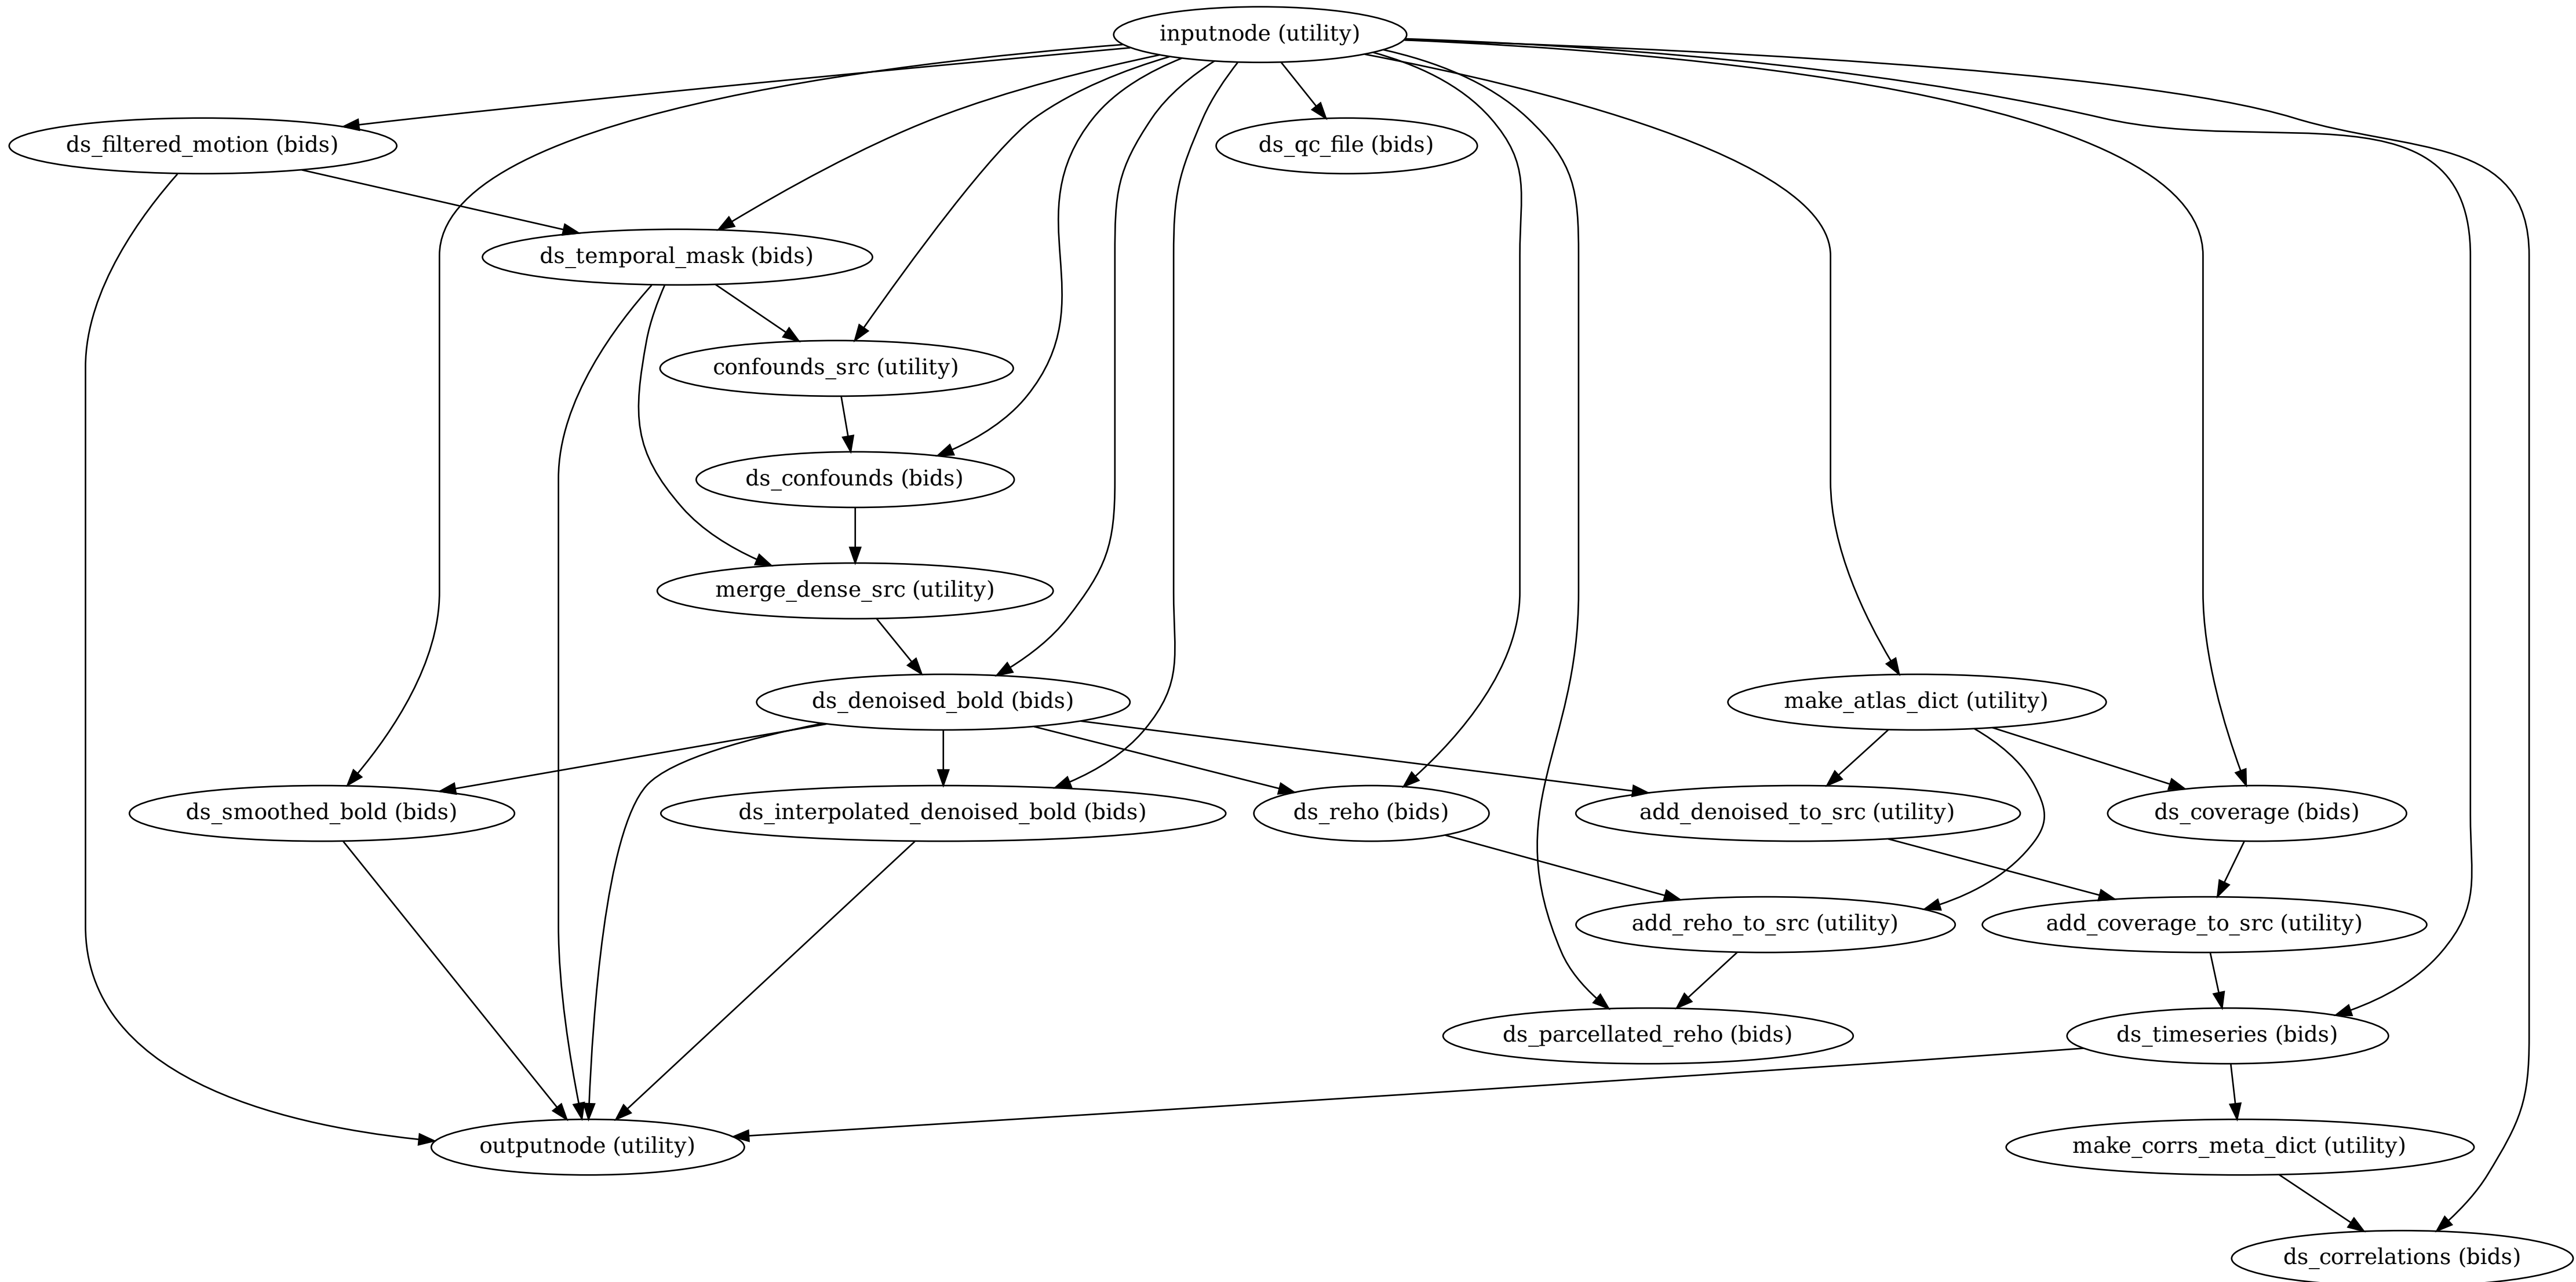 inputnode (utility)
ds_filtered_motion (bids)
ds_qc_file (bids)
ds_temporal_mask (bids)
confounds_src (utility)
ds_confounds (bids)
merge_dense_src (utility)
ds_denoised_bold (bids)
make_atlas_dict (utility)
ds_smoothed_bold (bids)
ds_interpolated_denoised_bold (bids)
ds_reho (bids)
add_denoised_to_src (utility)
ds_coverage (bids)
add_reho_to_src (utility)
add_coverage_to_src (utility)
ds_parcellated_reho (bids)
ds_timeseries (bids)
outputnode (utility)
make_corrs_meta_dict (utility)
ds_correlations (bids)